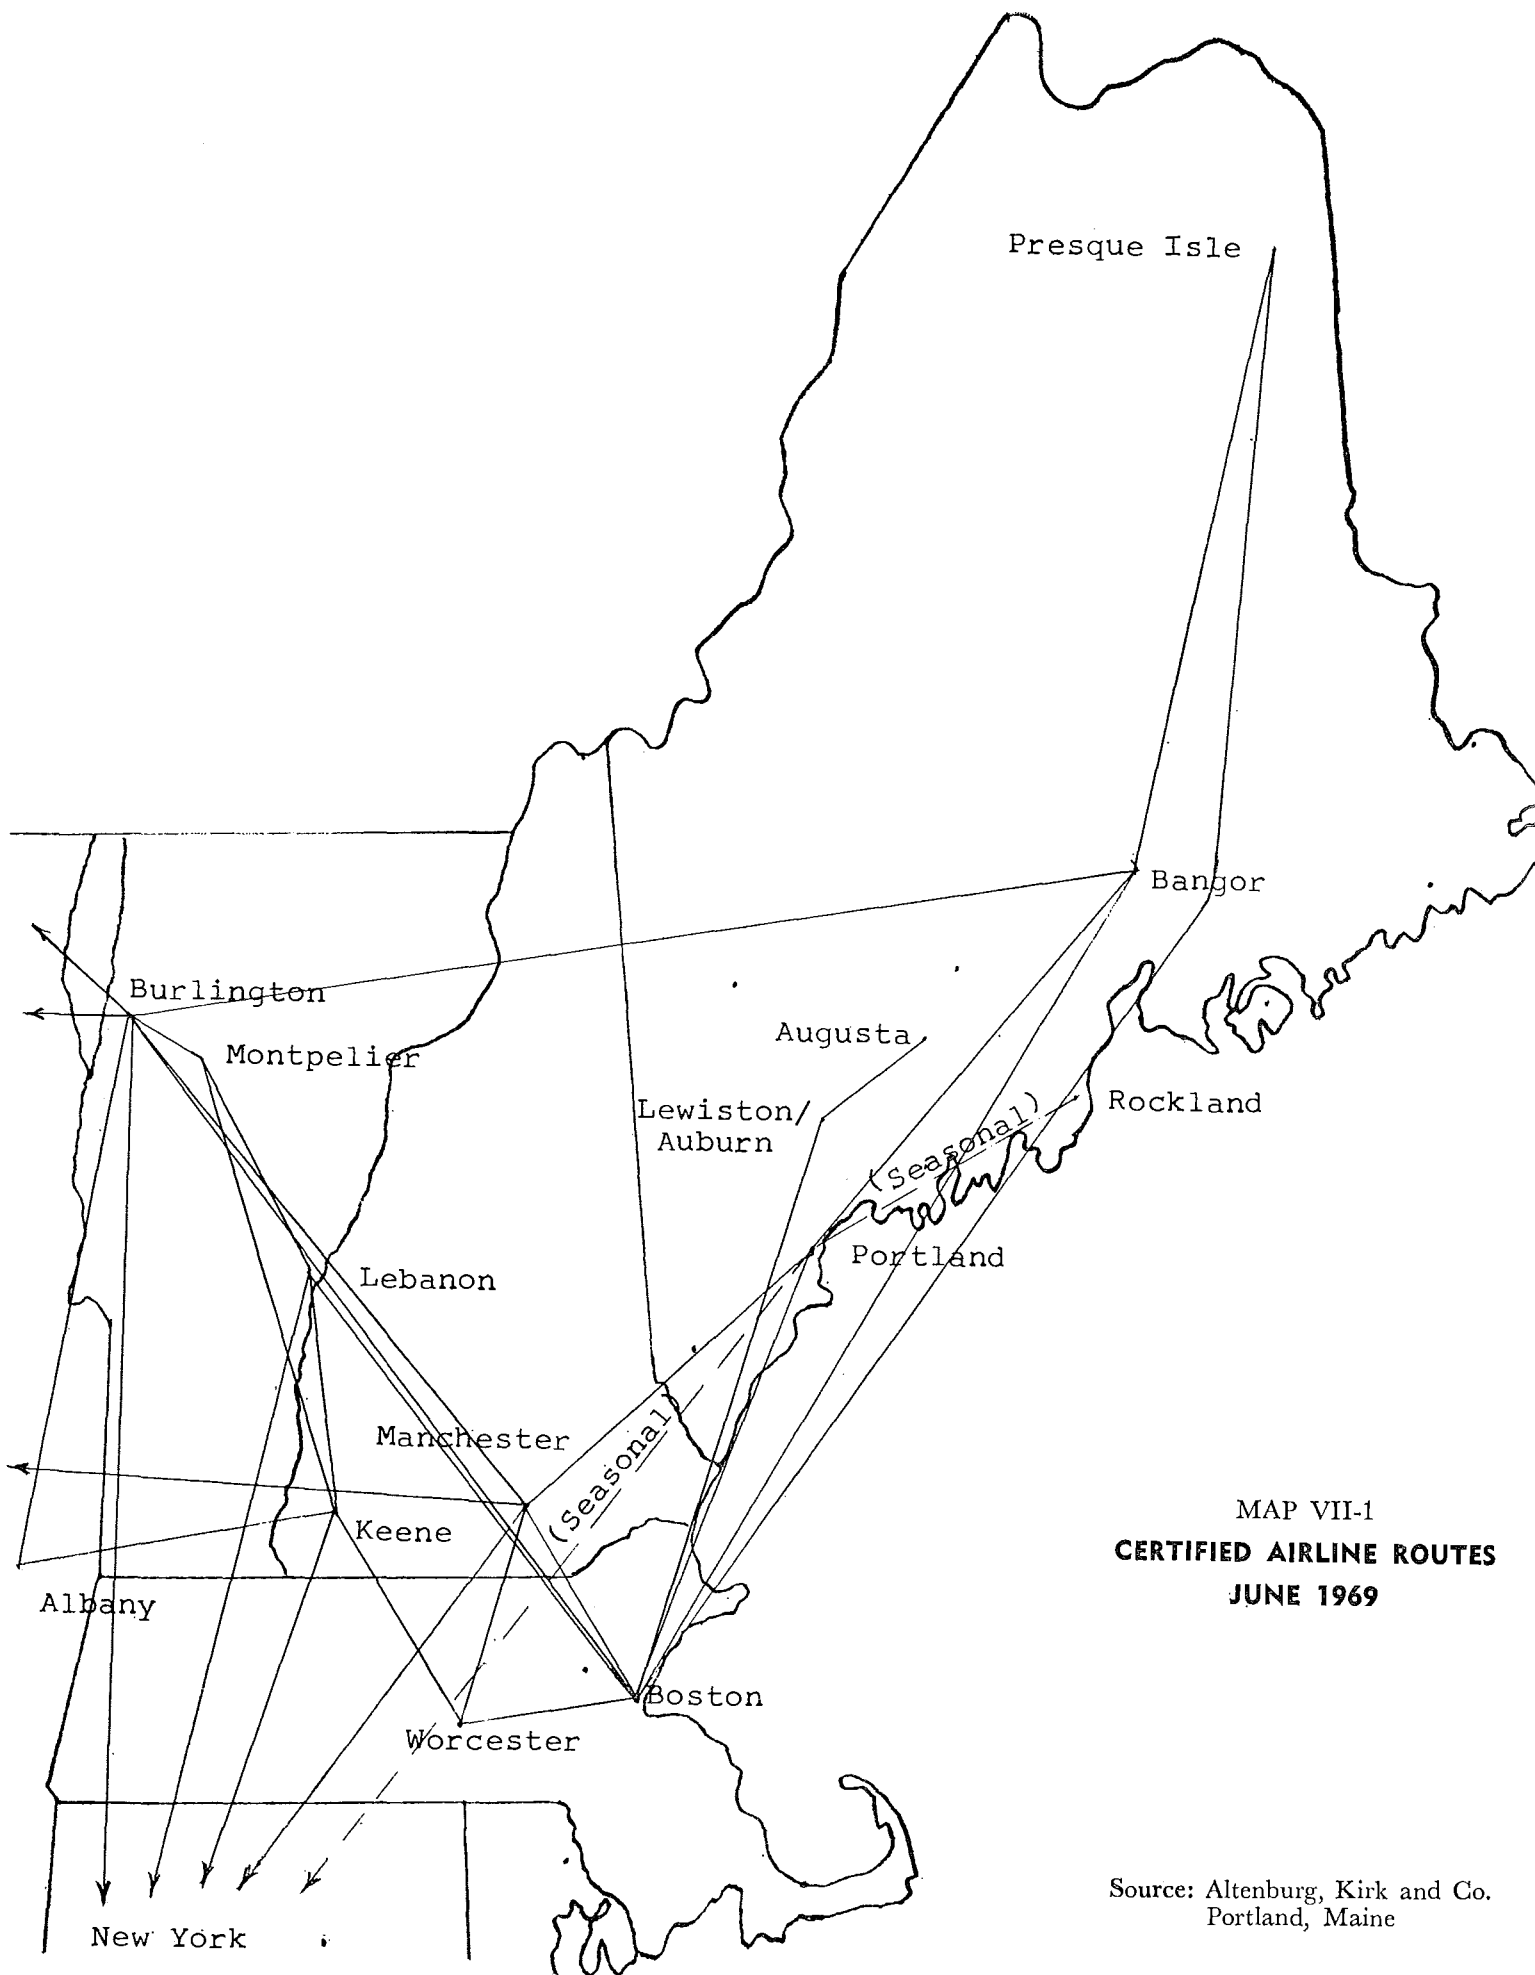 Presque Isle
Bangor
Burlington
Augusta
Montpelier
Rockland
Lewiston/
Auburn
(Seasonal)
Portland
Lebanon
Manchester
(Seasonal)
Keene
Albany
Boston
Worcester
New York
MAP VII-1
CERTIFIED AIRLINE ROUTES
JUNE 1969
Source: Altenburg, Kirk and Co.
Portland, Maine